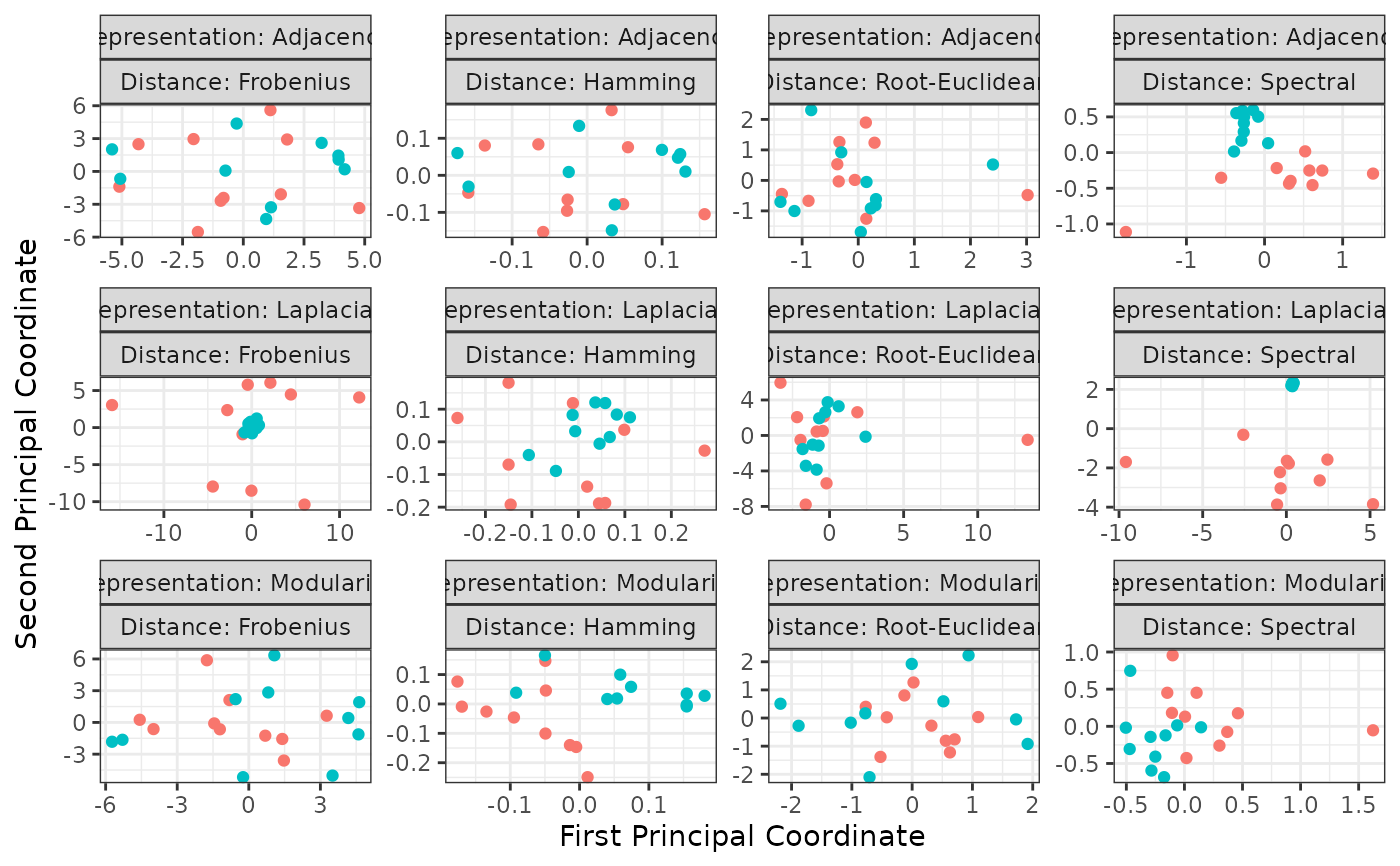 epresentation: Adjacenc
epresentation: Adjacenc
epresentation: Adjacenc
epresentation: Adjacenc
Distance: Frobenius
Distance: Hamming
Distance: Root-Euclidean
Distance: Spectral
6
3
0
-3
-6
-5.0 -2.5 0.0 2.5 5.0
0.1
0.0
-0.1
-0.1 0.0 0.1
2
1
0
-1
-1 0 1 2 3
0.5
0.0
-0.5
-1.0
-1 0 1
epresentation: Laplacia
epresentation: Laplacia
epresentation: Laplacia
epresentation: Laplacia
Distance: Frobenius
Distance: Hamming
Distance: Root-Euclidean
Distance: Spectral
5
0
-5
-10
-10 0 10
0.1
0.0
-0.1
-0.2
-0.2 -0.1 0.0 0.1 0.2
4
0
-4
-8
0 5 10
2
0
-2
-4
-10 -5 0 5
epresentation: Modulari
epresentation: Modulari
epresentation: Modulari
epresentation: Modulari
Distance: Frobenius
Distance: Hamming
Distance: Root-Euclidean
Distance: Spectral
6
3
0
-3
-6 -3 0 3
0.1
0.0
-0.1
-0.2
-0.1 0.0 0.1
2
1
0
-1
-2
-2 -1 0 1 2
1.0
0.5
0.0
-0.5
-0.5 0.0 0.5 1.0 1.5
First Principal Coordinate
Second Principal Coordinate